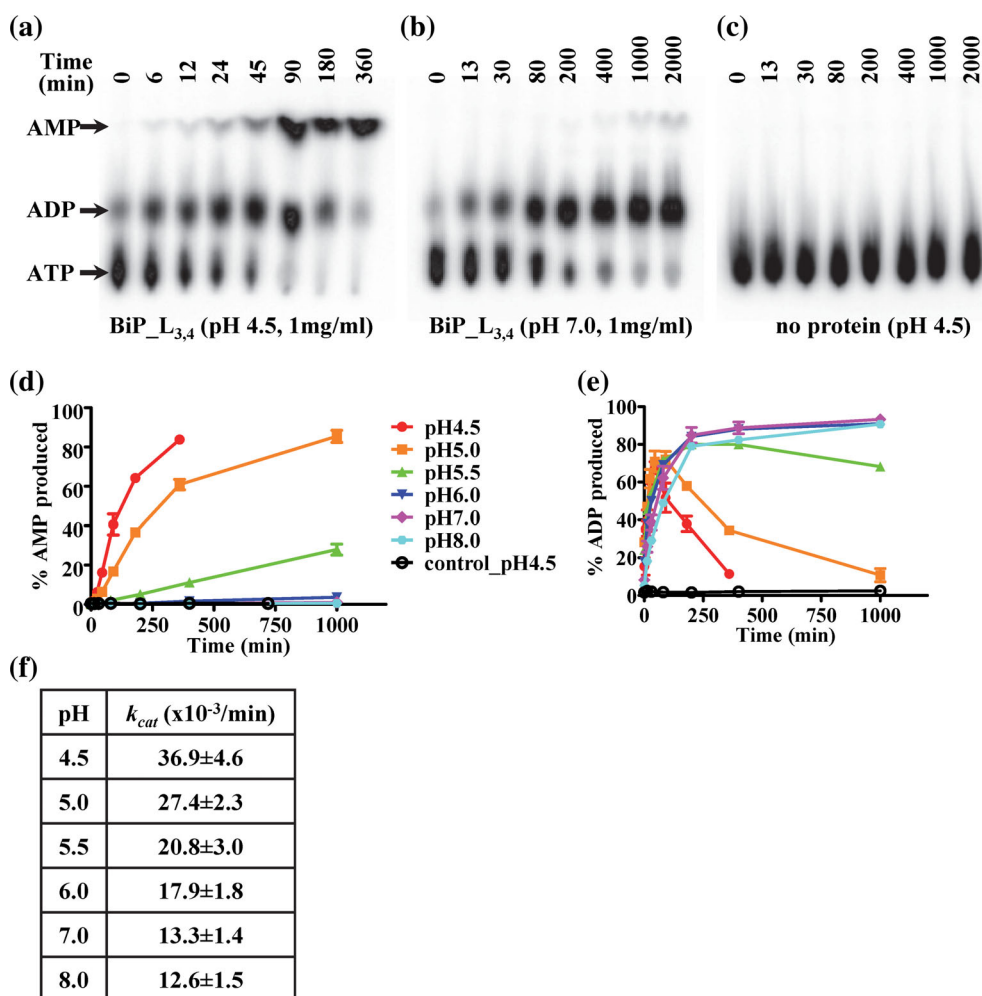 (a) (b) (c)
Time (min) 0 6 12 24 45 90 180 360
0 13 30 80 200 400 1000 2000
0 13 30 80 200 400 1000 2000
AMP
ADP
ATP
BiP_L3,4 (pH 4.5, 1mg/ml)
BiP_L3,4 (pH 7.0, 1mg/ml)
no protein (pH 4.5)
(d)
% AMP produced
100
80
60
40
20
0
0 250 500 750 1000
Time (min)
pH4.5
pH5.0
pH5.5
pH6.0
pH7.0
pH8.0
control_pH4.5
(e)
% ADP produced
100
80
60
40
20
0
0 250 500 750 1000
Time (min)
(f)
pH kcat (x10-3/min)
4.5 36.9±4.6
5.0 27.4±2.3
5.5 20.8±3.0
6.0 17.9±1.8
7.0 13.3±1.4
8.0 12.6±1.5